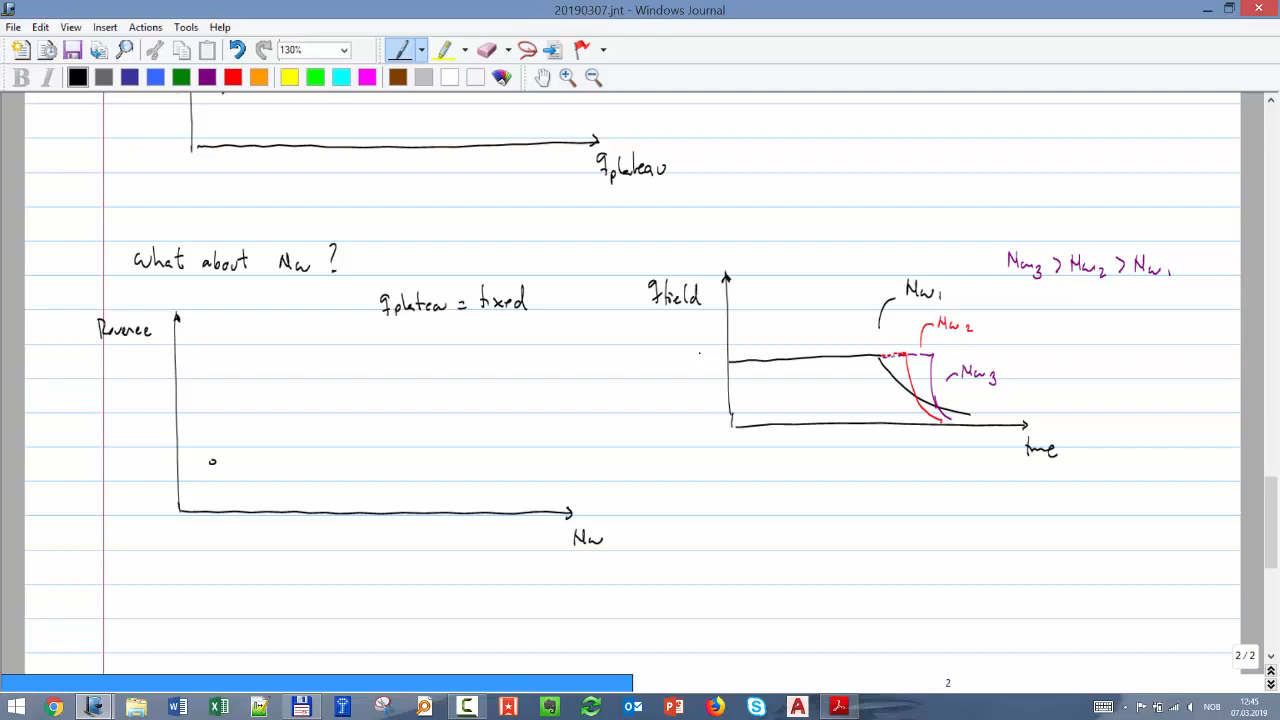 20190307.jnt - Windows Journal
File Edit View Insert Actions Tools Help
130%
B I
qplateau
What about Nw ?
Nw3 > Nw2 > Nw1
qplateau = fixed
qfield
Nw1
Revenue
Nw2
Nw3
time
Nw
2 / 2
2
NOB
12:45
07.03.2019